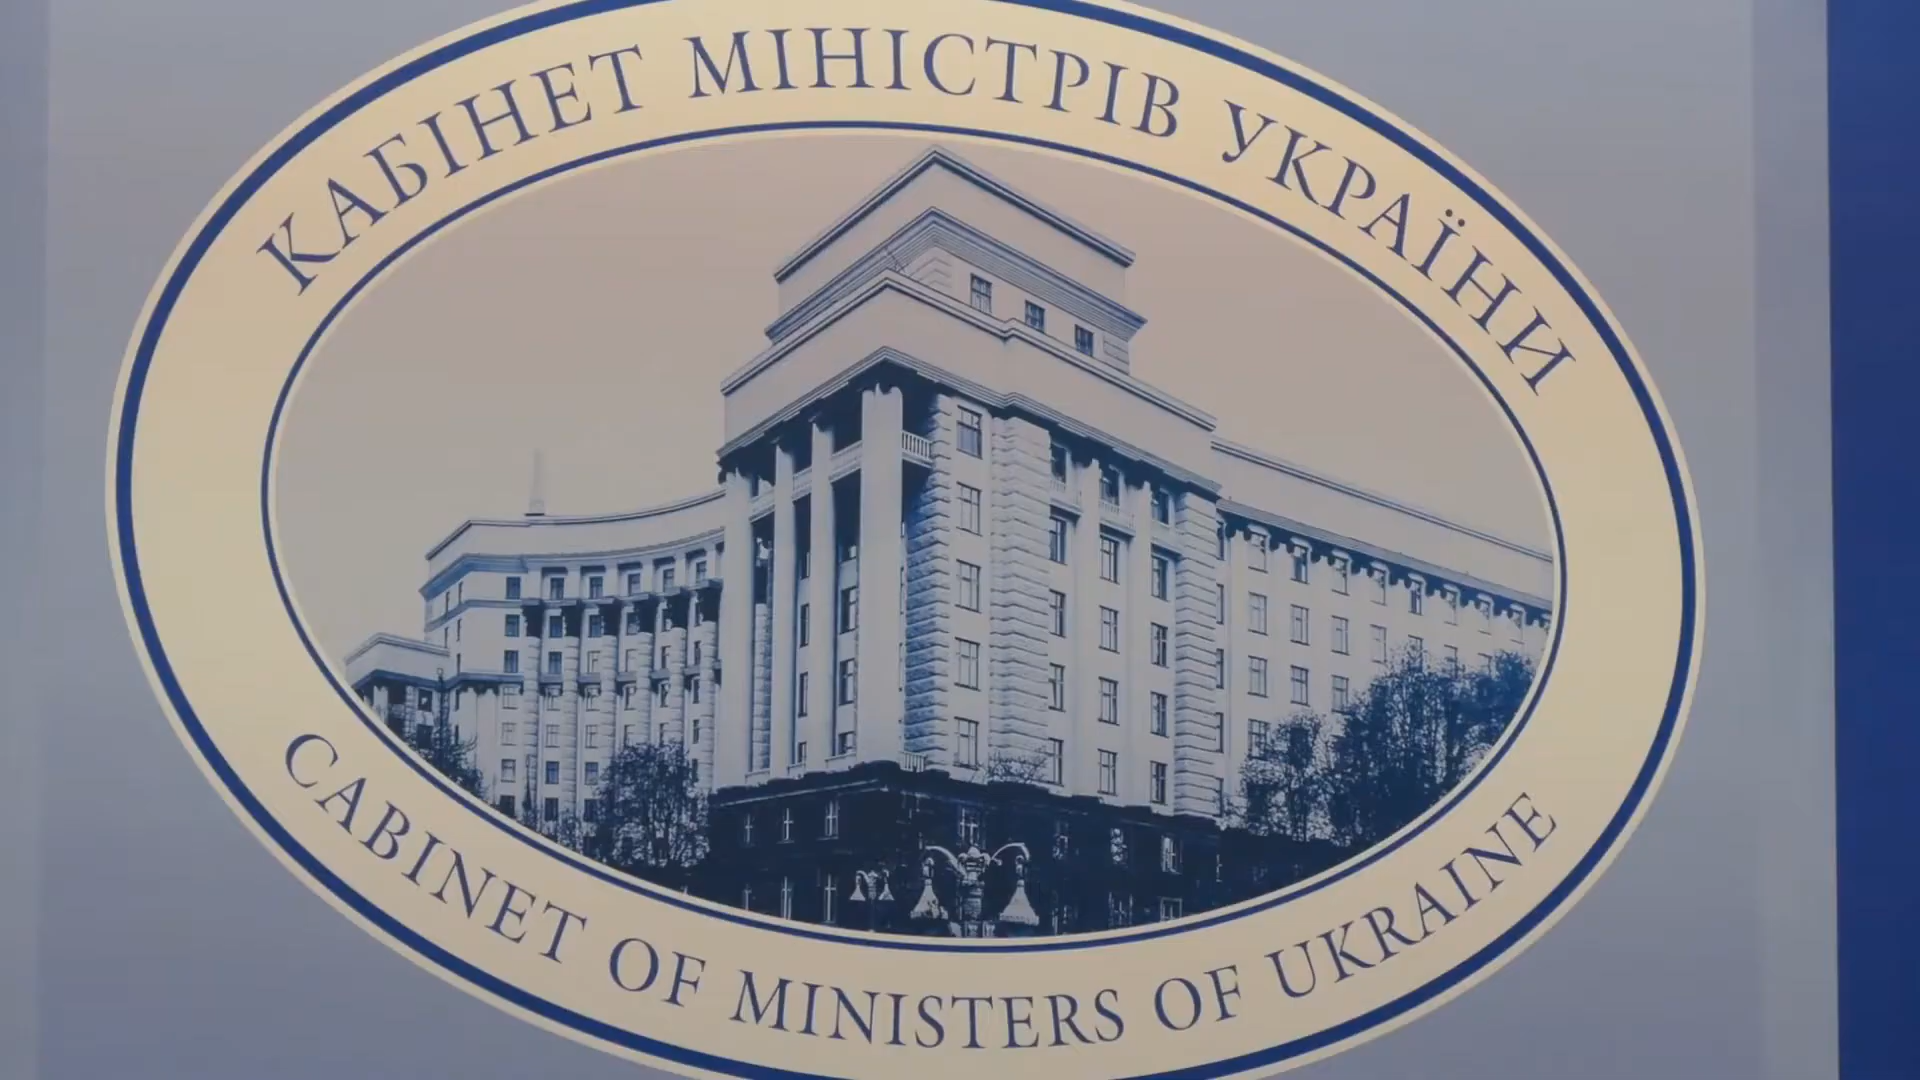 КАБІНЕТ МІНІСТРІВ УКРАЇНИ
CABINET OF MINISTERS OF UKRAINE